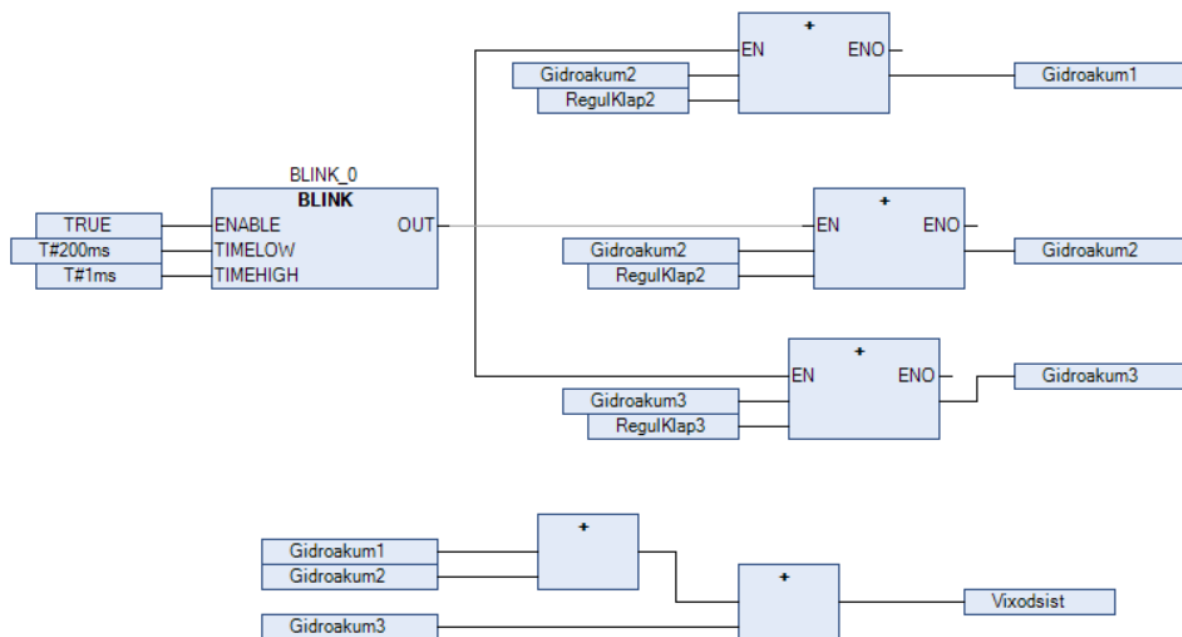 +
EN ENO
Gidroakum2
RegulKlap2
Gidroakum1
BLINK_0
BLINK
TRUE
ENABLE OUT
T#200ms
TIMELOW
T#1ms
TIMEHIGH
+
EN ENO
Gidroakum2
RegulKlap2
Gidroakum2
+
EN ENO
Gidroakum3
RegulKlap3
Gidroakum3
+
Gidroakum1
Gidroakum2
+
Gidroakum3
Vixodsist